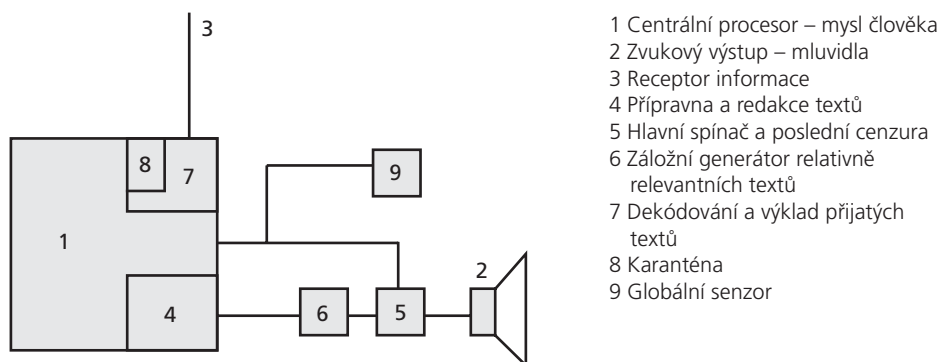 3
8
7
9
1
2
4
6
5
1 Centrální procesor – mysl člověka
2 Zvukový výstup – mluvidla
3 Receptor informace
4 Přípravna a redakce textů
5 Hlavní spínač a poslední cenzura
6 Záložní generátor relativně
relevantních textů
7 Dekódování a výklad přijatých
textů
8 Karanténa
9 Globální senzor